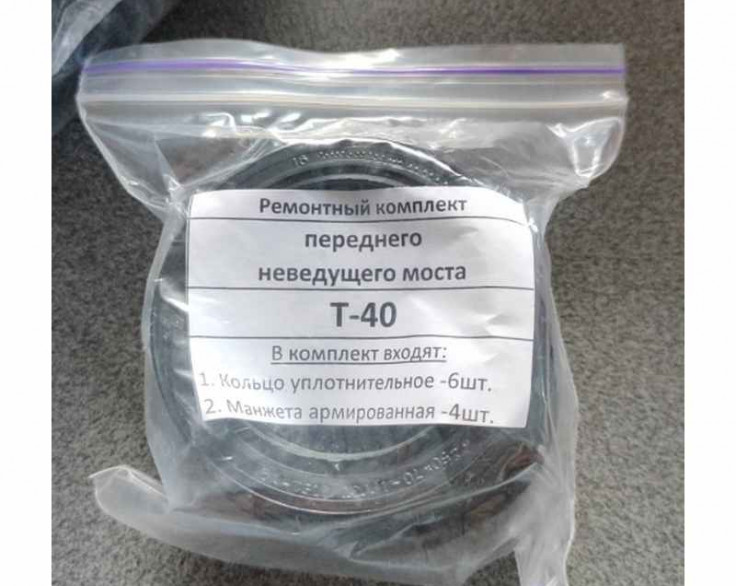 Ремонтный комплект
переднего
неведущего моста
Т-40
В комплект входят:
1. Кольцо уплотнительное -6шт.
2. Манжета армированная -4шт.